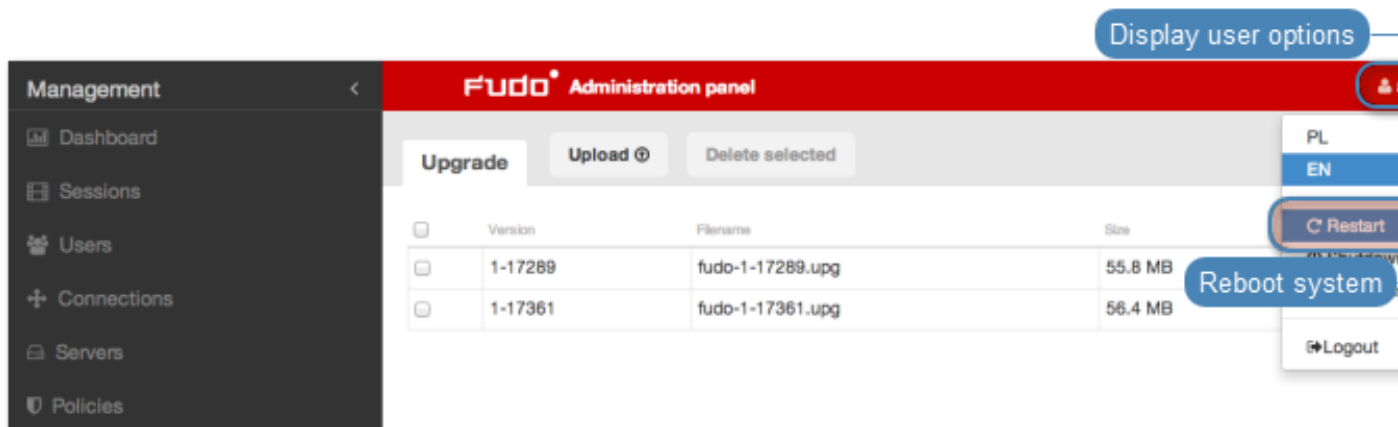 Display user options
Management
FUDO Administration panel
Dashboard
Sessions
Users
Connections
Servers
Policies
Upgrade
Upload
Delete selected
PL
EN
Restart
Reboot system
Logout
Version Filename Size
1-17289 fudo-1-17289.upg 55.8 MB
1-17361 fudo-1-17361.upg 56.4 MB